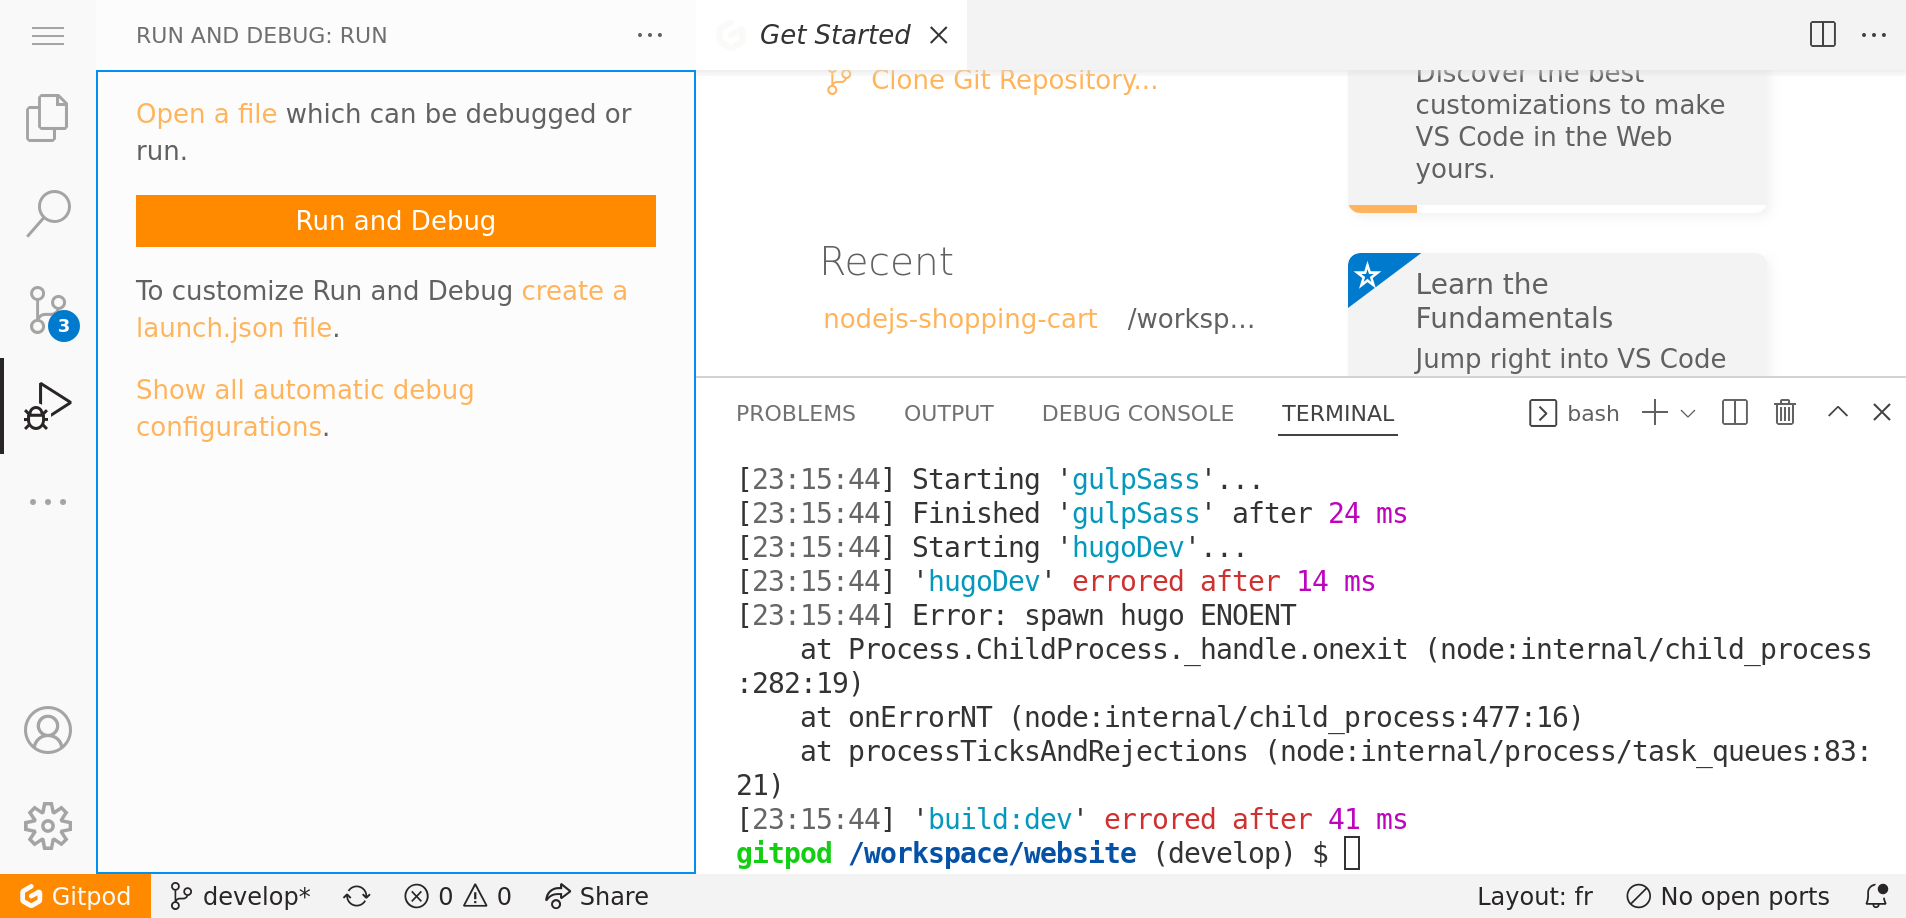 RUN AND DEBUG: RUN
Open a file which can be debugged or
run.
Run and Debug
To customize Run and Debug create a
launch.json file.
Show all automatic debug
configurations.
3
Get Started
Clone Git Repository...
Recent
nodejs-shopping-cart /worksp...
Discover the best
customizations to make
VS Code in the Web
yours.
Learn the
Fundamentals
Jump right into VS Code
PROBLEMS OUTPUT DEBUG CONSOLE TERMINAL bash
[23:15:44] Starting 'gulpSass'...
[23:15:44] Finished 'gulpSass' after 24 ms
[23:15:44] Starting 'hugoDev'...
[23:15:44] 'hugoDev' errored after 14 ms
[23:15:44] Error: spawn hugo ENOENT
at Process.ChildProcess._handle.onexit (node:internal/child_process
:282:19)
at onErrorNT (node:internal/child_process:477:16)
at processTicksAndRejections (node:internal/process/task_queues:83:
21)
[23:15:44] 'build:dev' errored after 41 ms
gitpod /workspace/website (develop) $
Gitpod develop* 0 0 Share Layout: fr No open ports